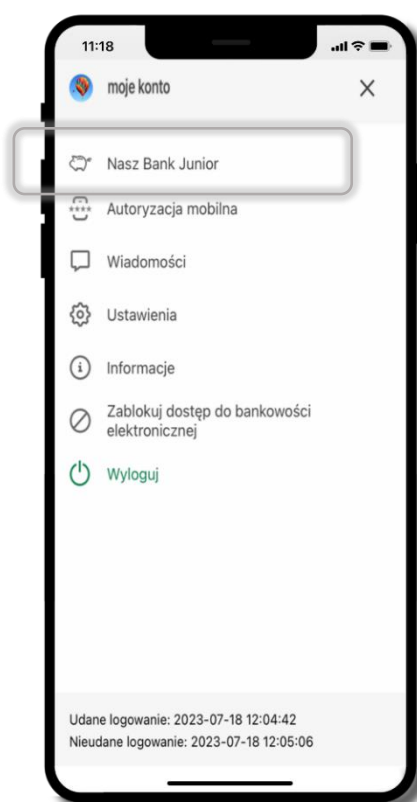 11:18
moje konto
Nasz Bank Junior
Autoryzacja mobilna
Wiadomości
Ustawienia
Informacje
Zablokuj dostęp do bankowości
elektronicznej
Wyloguj
Udane logowanie: 2023-07-18 12:04:42
Nieudane logowanie: 2023-07-18 12:05:06